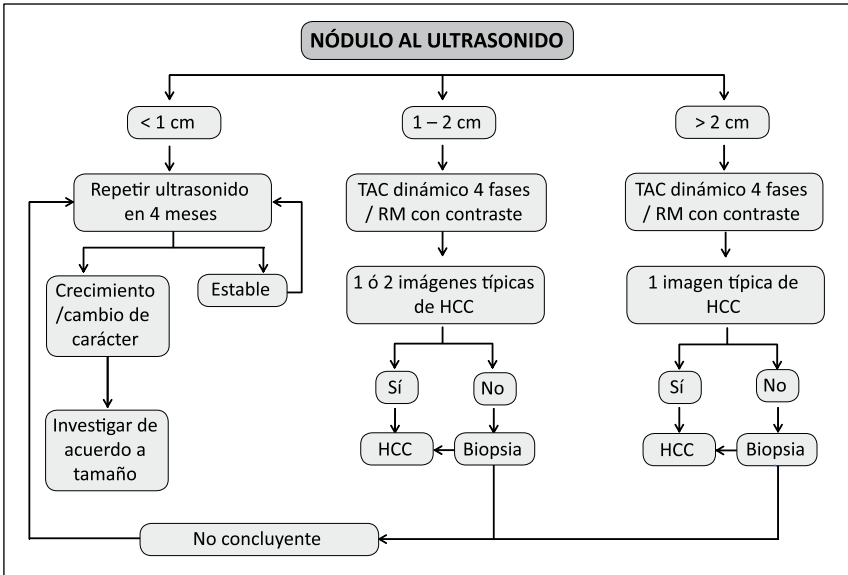 NÓDULO AL ULTRASONIDO
< 1 cm
1 – 2 cm
> 2 cm
Repetir ultrasonido
en 4 meses
TAC dinámico 4 fases
/ RM con contraste
TAC dinámico 4 fases
/ RM con contraste
Crecimiento
/cambio de
carácter
Estable
1 ó 2 imágenes típicas
de HCC
1 imagen típica de
HCC
Sí
No
Sí
No
Investigar de
acuerdo a
tamaño
HCC
Biopsia
HCC
Biopsia
No concluyente